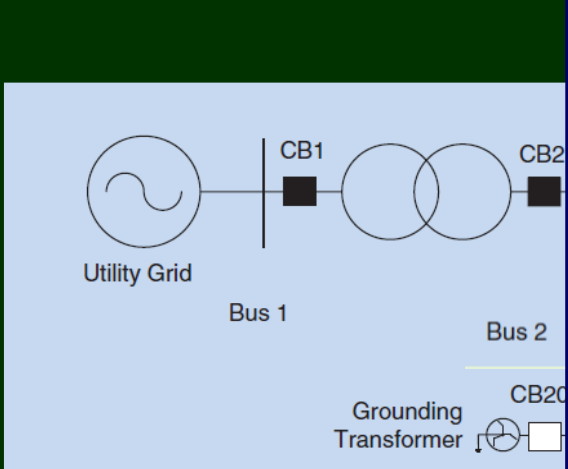 CB1
CB2
Utility Grid
Bus 1
Bus 2
CB20
Grounding
Transformer